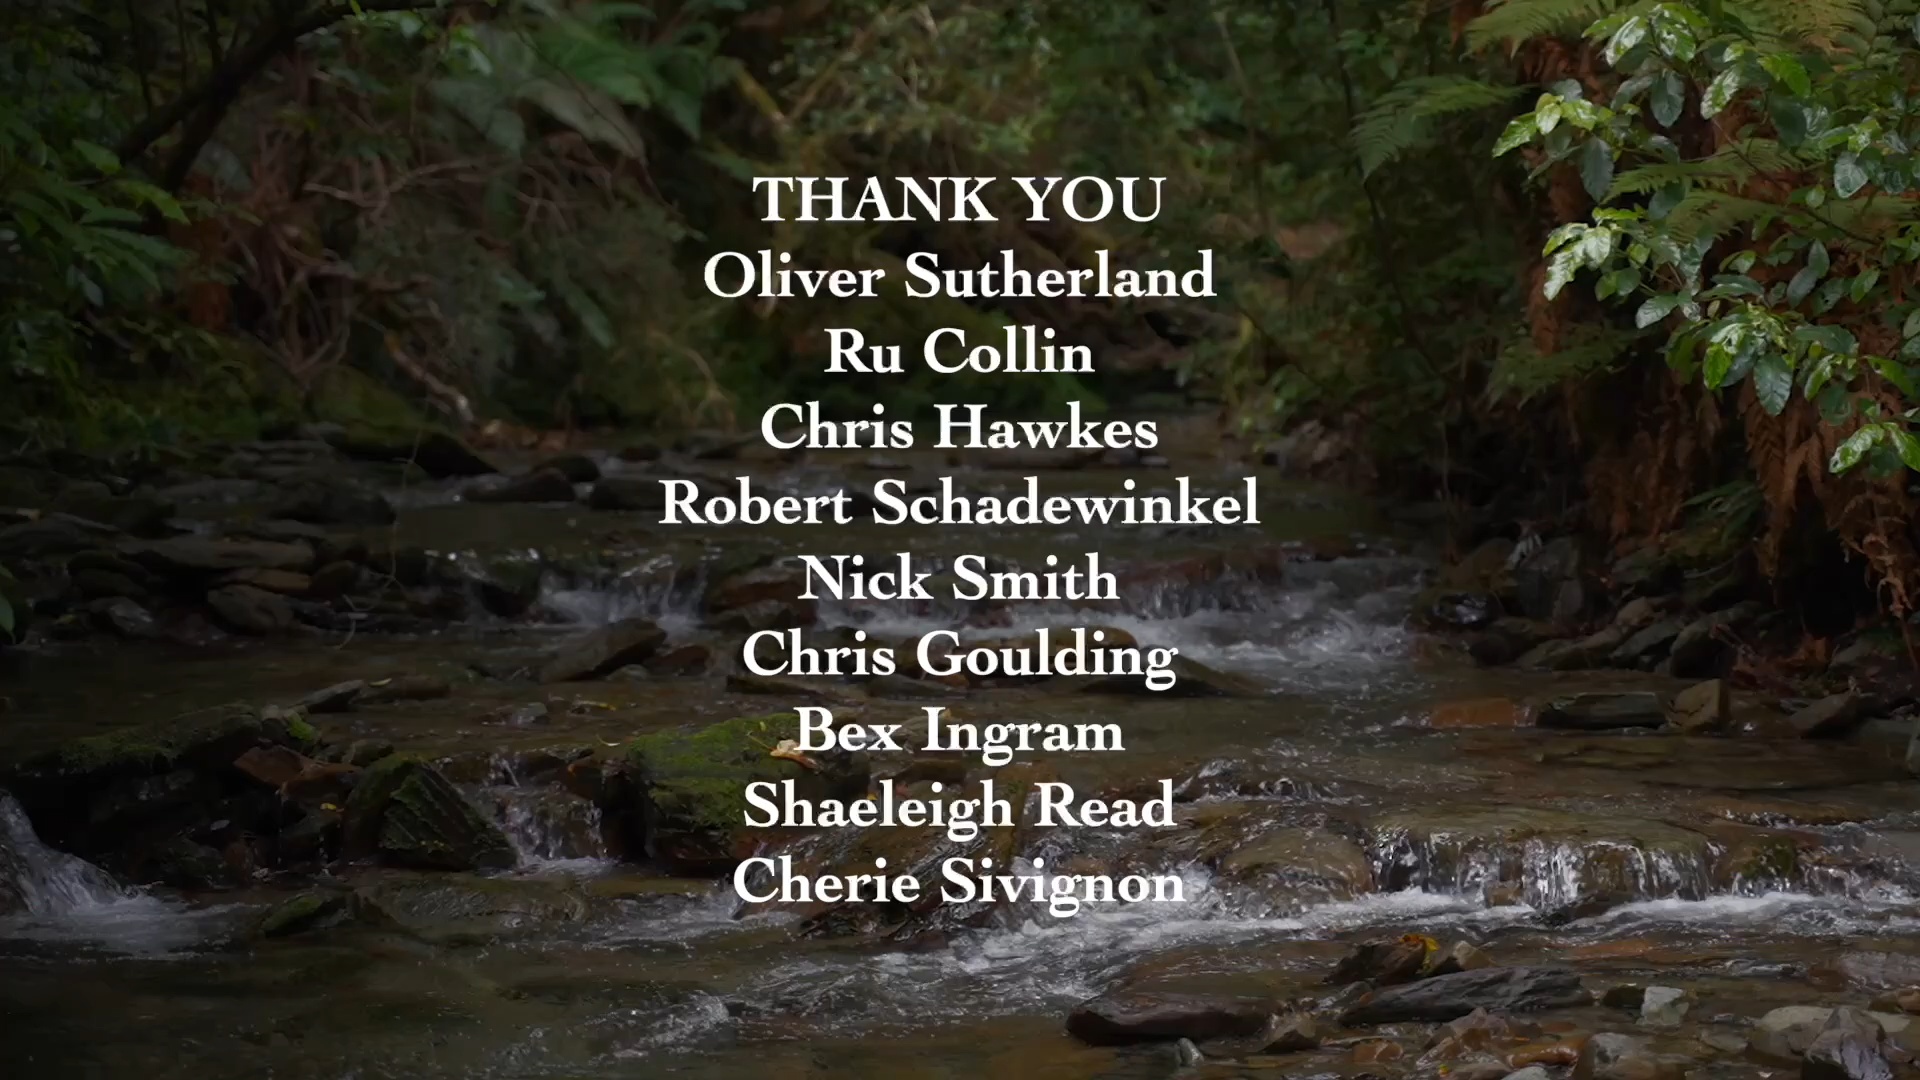 THANK YOU
Oliver Sutherland
Ru Collin
Chris Hawkes
Robert Schadewinkel
Nick Smith
Chris Goulding
Bex Ingram
Shaeleigh Read
Cherie Sivignon